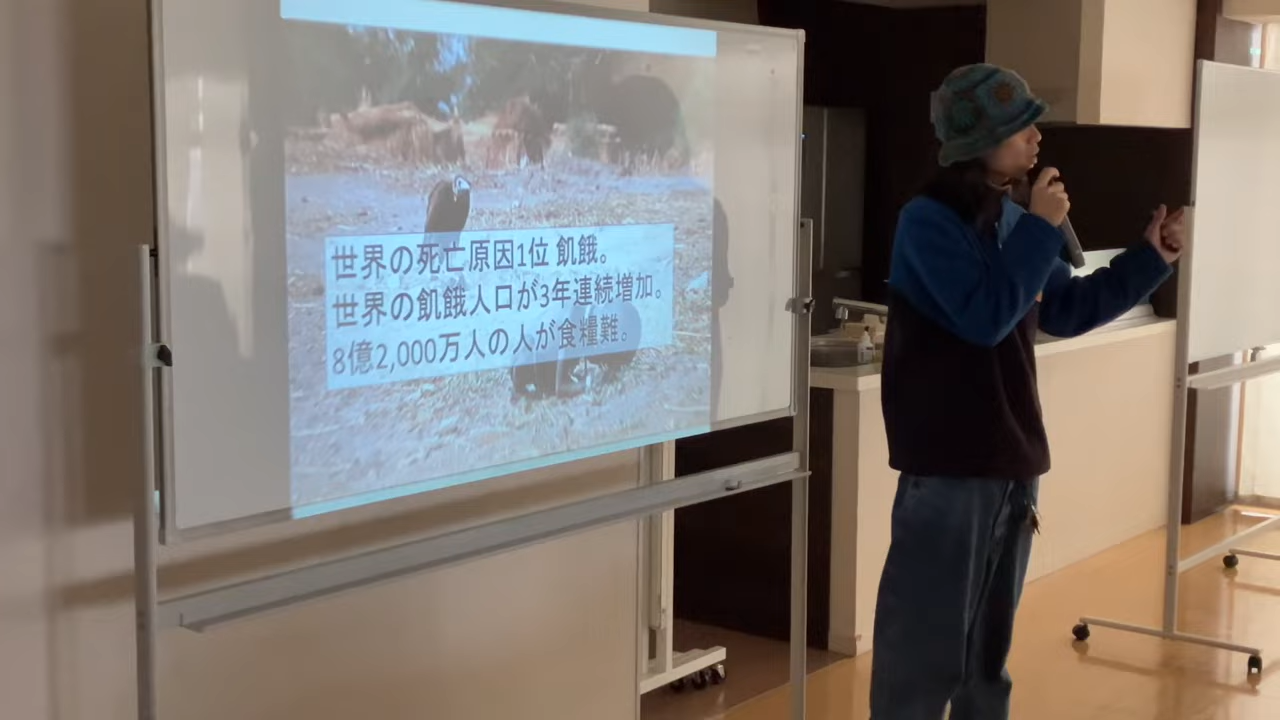 世界の死亡原因1位 飢餓。
世界の飢餓人口が3年連続増加。
8億2,000万人の人が食糧難。